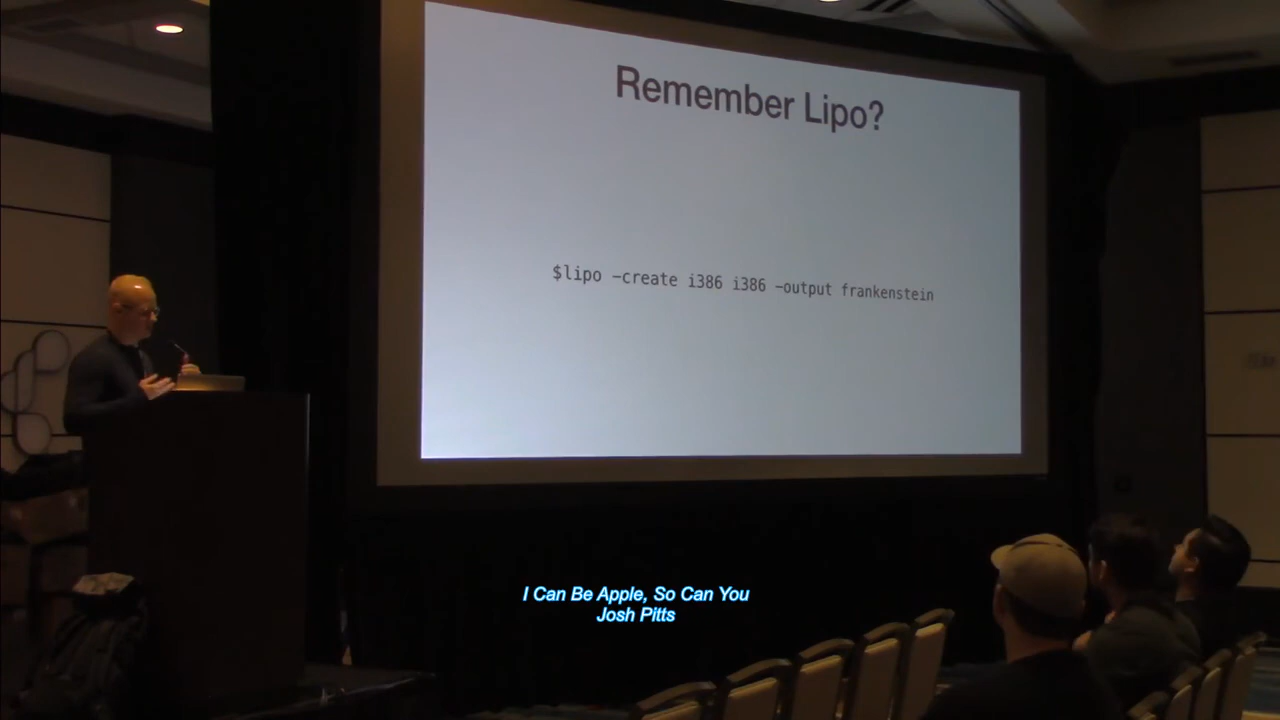 Remember Lipo?
$lipo –create i386 i386 –output frankenstein
I Can Be Apple, So Can You
Josh Pitts